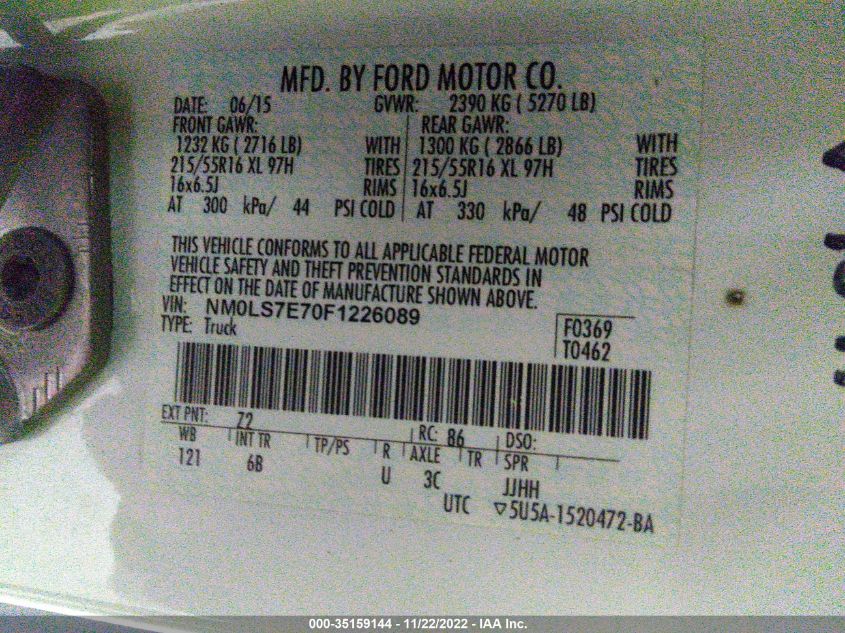 MFD. BY FORD MOTOR CO.
DATE: 06/15 GVWR: 2390 KG ( 5270 LB)
FRONT GAWR: REAR GAWR:
1232 KG ( 2716 LB) WITH 1300 KG ( 2866 LB) WITH
215/55R16 XL 97H TIRES 215/55R16 XL 97H TIRES
16x6.5J RIMS 16x6.5J RIMS
AT 300 kPa/ 44 PSI COLD AT 330 kPa/ 48 PSI COLD
THIS VEHICLE CONFORMS TO ALL APPLICABLE FEDERAL MOTOR
VEHICLE SAFETY AND THEFT PREVENTION STANDARDS IN
EFFECT ON THE DATE OF MANUFACTURE SHOWN ABOVE.
VIN: NM0LS7E70F1226089
TYPE: Truck
F0369
T0462
EXT PNT: Z2 RC: 86 DSO:
WB INT TR TP/PS R AXLE TR SPR
121 6B U 3C JJHH
UTC ▽5U5A-1520472-BA
000-35159144 - 11/22/2022 - IAA Inc.